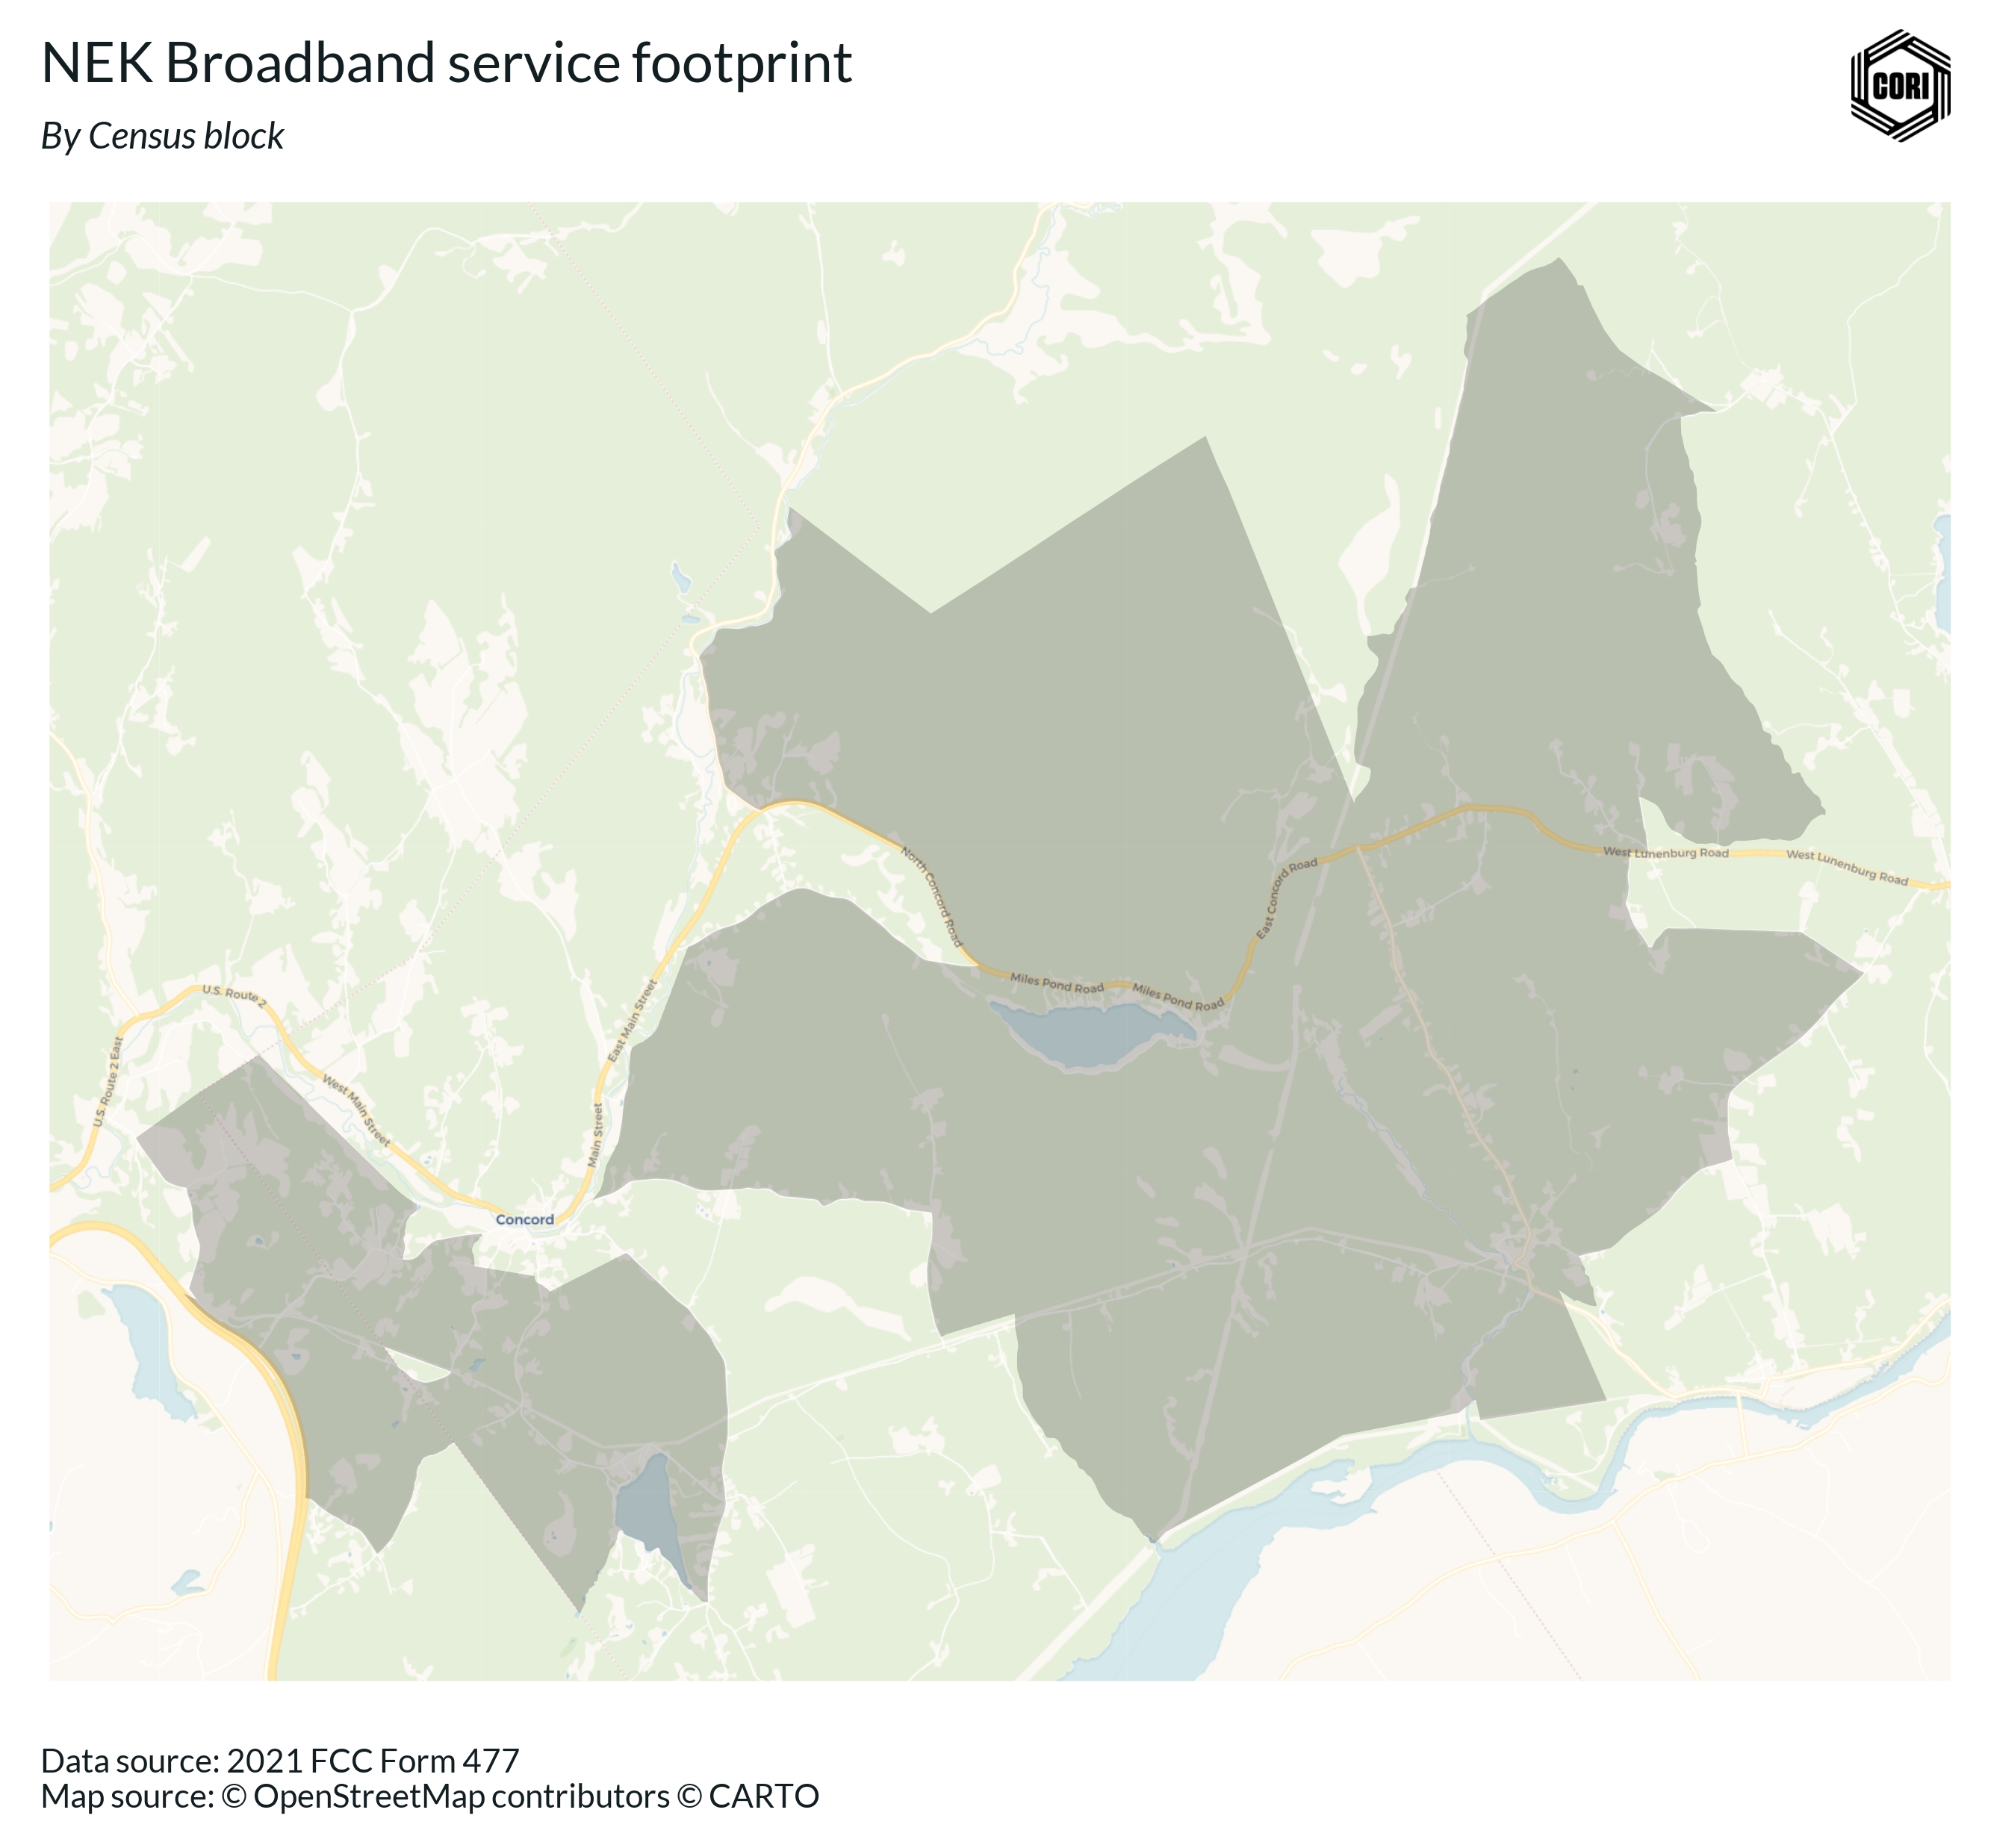 NEK Broadband service footprint
By Census block
CORI
North Concord Road
East Concord Road
West Lunenburg Road
West Lunenburg Road
Miles Pond Road
Miles Pond Road
U.S. Route 2
East Main Street
U.S. Route 2 East
West Main Street
Main Street
Concord
Data source: 2021 FCC Form 477
Map source: © OpenStreetMap contributors © CARTO